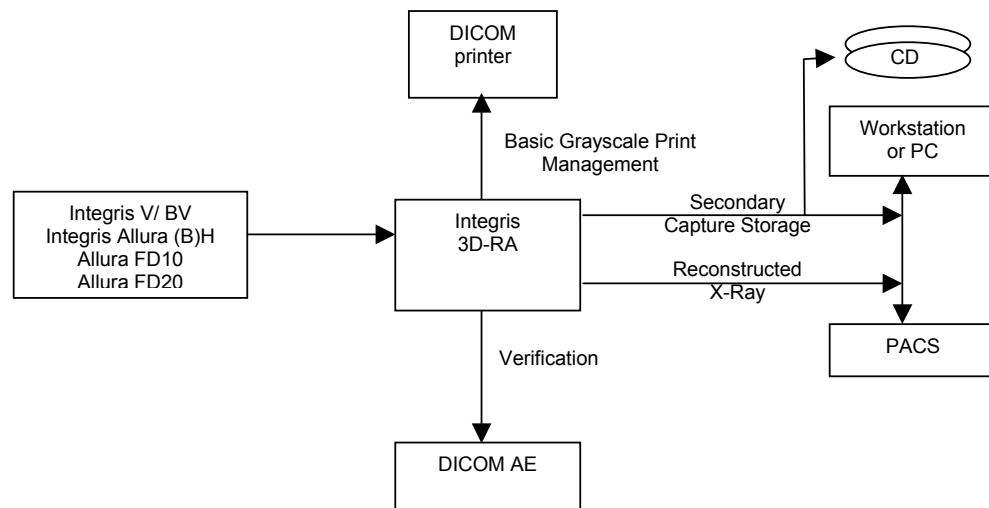 DICOM
printer
CD
Workstation
or PC
Basic Grayscale Print
Management
Integris V/ BV
Integris Allura (B)H
Allura FD10
Allura FD20
Integris
3D-RA
Secondary
Capture Storage
Reconstructed
X-Ray
PACS
Verification
DICOM AE